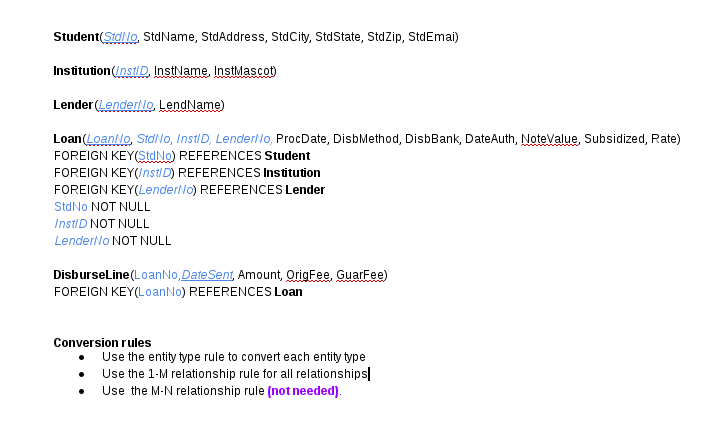 Student(StdNo, StdName, StdAddress, StdCity, StdState, StdZip, StdEmai)
Institution(InstID, InstName, InstMascot)
Lender(LenderNo, LendName)
Loan(LoanNo, StdNo, InstID, LenderNo, ProcDate, DisbMethod, DisbBank, DateAuth, NoteValue, Subsidized, Rate)
FOREIGN KEY(StdNo) REFERENCES Student
FOREIGN KEY(InstID) REFERENCES Institution
FOREIGN KEY(LenderNo) REFERENCES Lender
StdNo NOT NULL
InstID NOT NULL
LenderNo NOT NULL
DisburseLine(LoanNo,DateSent, Amount, OrigFee, GuarFee)
FOREIGN KEY(LoanNo) REFERENCES Loan
Conversion rules
● Use the entity type rule to convert each entity type
● Use the 1-M relationship rule for all relationships
● Use the M-N relationship rule (not needed).